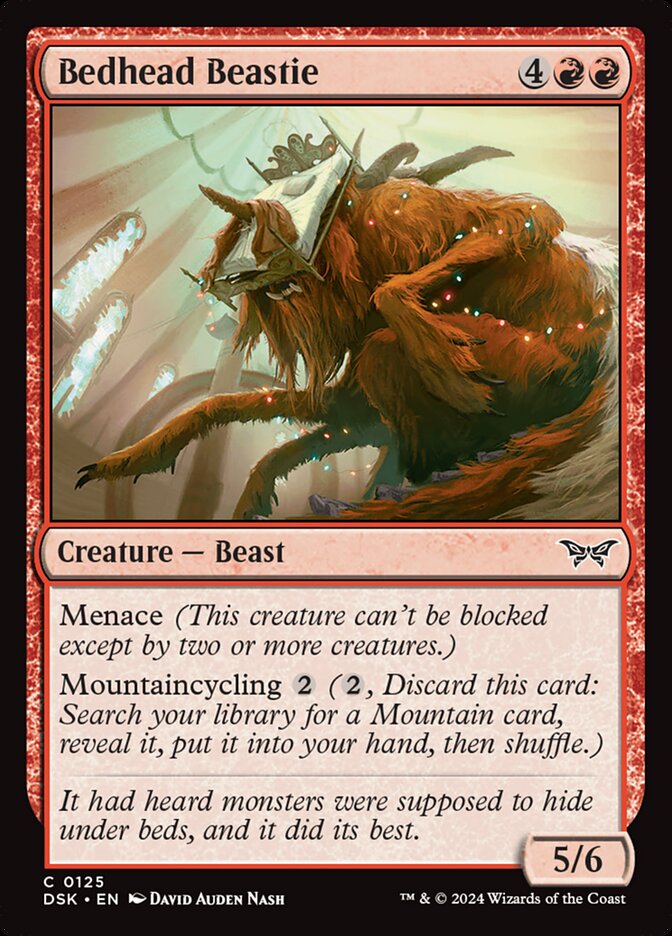 Bedhead Beastie 4
Creature — Beast
Menace (This creature can't be blocked
except by two or more creatures.)
Mountaincycling 2 (2, Discard this card:
Search your library for a Mountain card,
reveal it, put it into your hand, then shuffle.)
It had heard monsters were supposed to hide
under beds, and it did its best.
5/6
C 0125
DSK • EN David Auden Nash
™ & © 2024 Wizards of the Coast